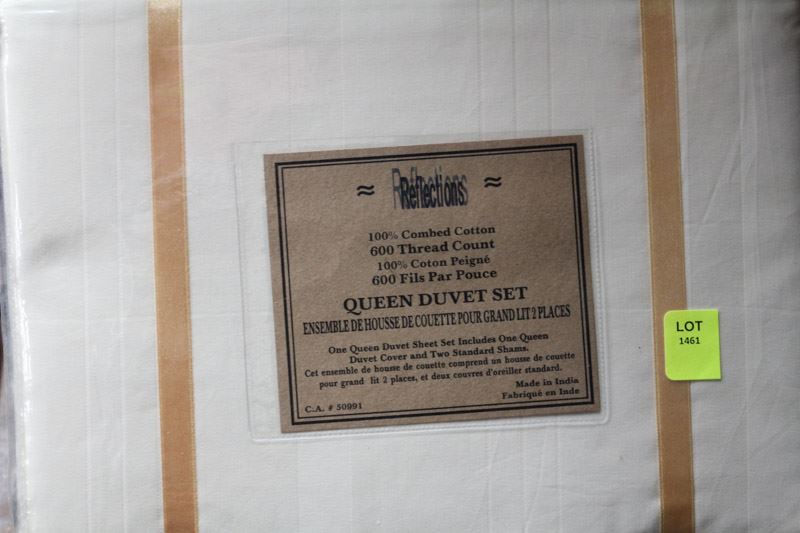 ≈ Reflections ≈
100% Combed Cotton
600 Thread Count
100% Coton Peigné
600 Fils Par Pouce
QUEEN DUVET SET
ENSEMBLE DE HOUSSE DE COUETTE POUR GRAND LIT 2 PLACES
One Queen Duvet Sheet Set Includes One Queen
Duvet Cover and Two Standard Shams.
Cet ensemble de housse de couette comprend un housse de couette
pour grand lit 2 places, et deux couvres d'oreiller standard.
Made in India
C.A. # 50991 Fabriqué en Inde
LOT
1461